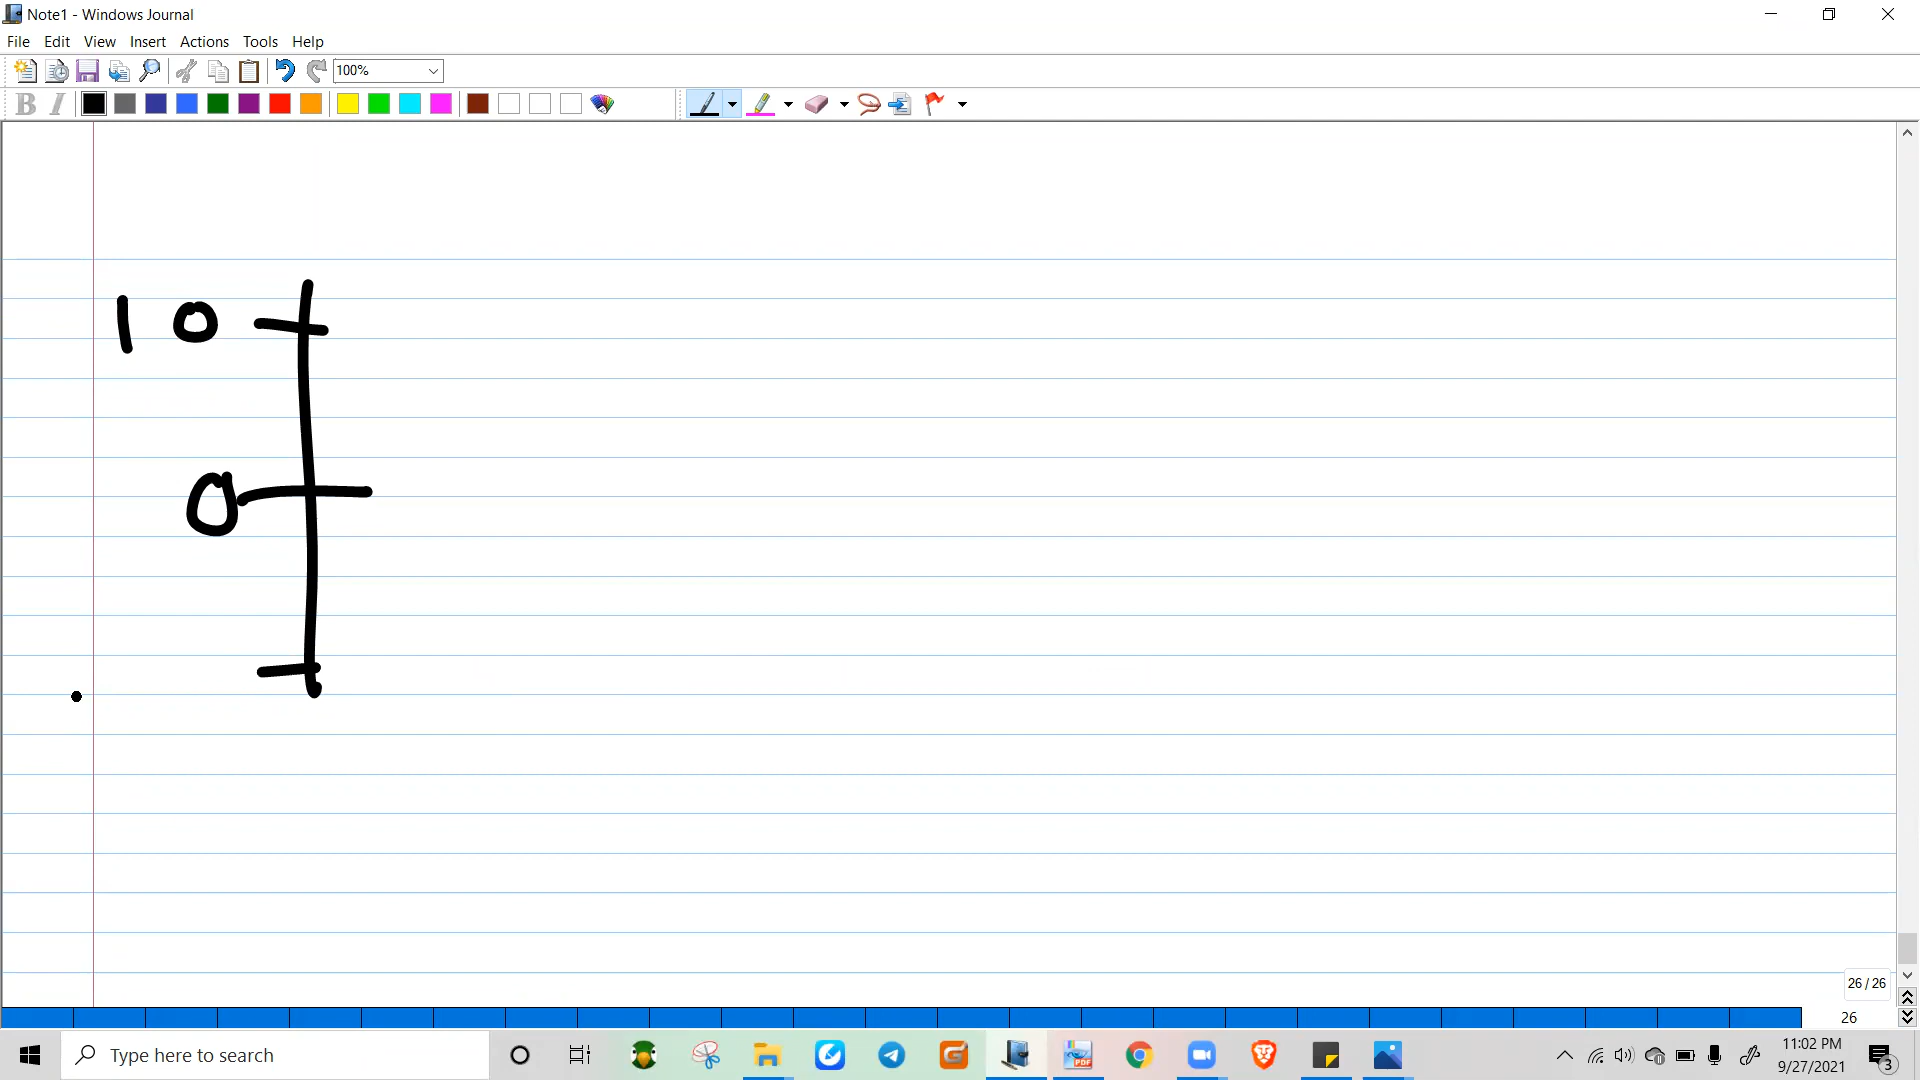 Note1 - Windows Journal
File Edit View Insert Actions Tools Help
100%
B I
10
0
26 / 26
26
Type here to search
11:02 PM
9/27/2021
3